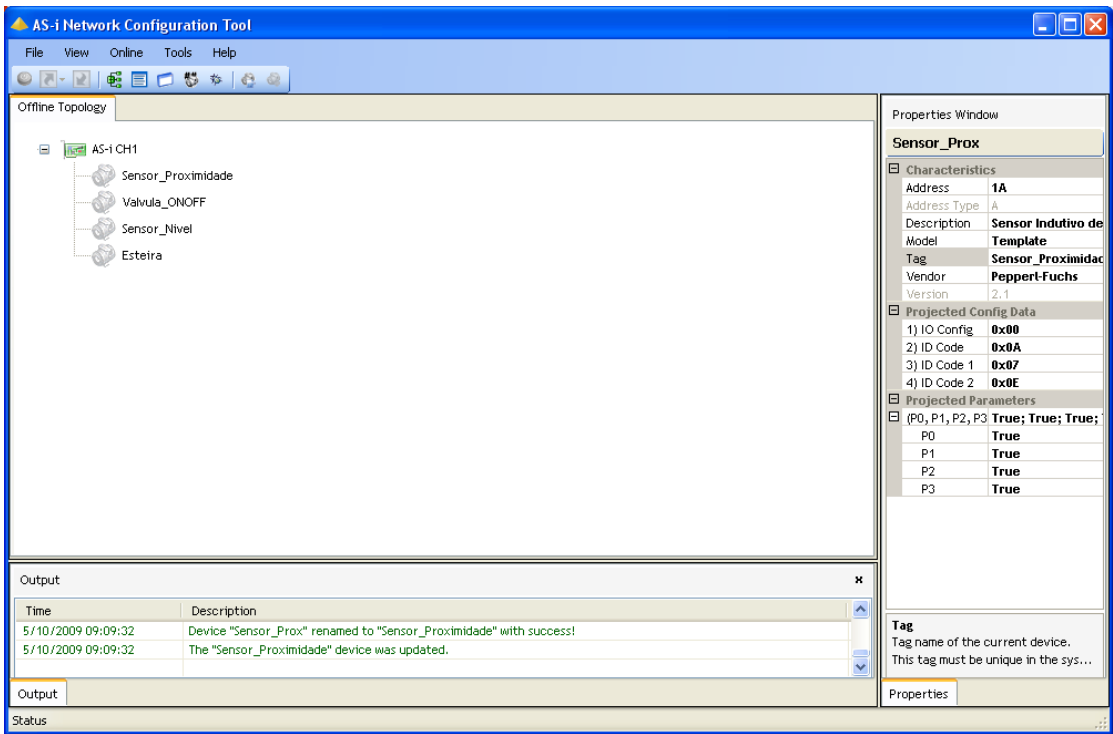 AS-i Network Configuration Tool
File View Online Tools Help
Offline Topology
AS-i CH1
Sensor_Proximidade
Valvula_ONOFF
Sensor_Nivel
Esteira
Properties Window
Sensor_Prox
Characteristics
Address 1A
Address Type A
Description Sensor Indutivo de
Model Template
Tag Sensor_Proximidad
Vendor Pepperl-Fuchs
Version 2.1
Projected Config Data
1) IO Config 0x00
2) ID Code 0x0A
3) ID Code 1 0x07
4) ID Code 2 0x0E
Projected Parameters
(P0, P1, P2, P3 True; True; True;
P0 True
P1 True
P2 True
P3 True
Tag
Tag name of the current device.
This tag must be unique in the sys...
Properties
Output x
Time Description
5/10/2009 09:09:32 Device "Sensor_Prox" renamed to "Sensor_Proximidade" with success!
5/10/2009 09:09:32 The "Sensor_Proximidade" device was updated.
Output
Status